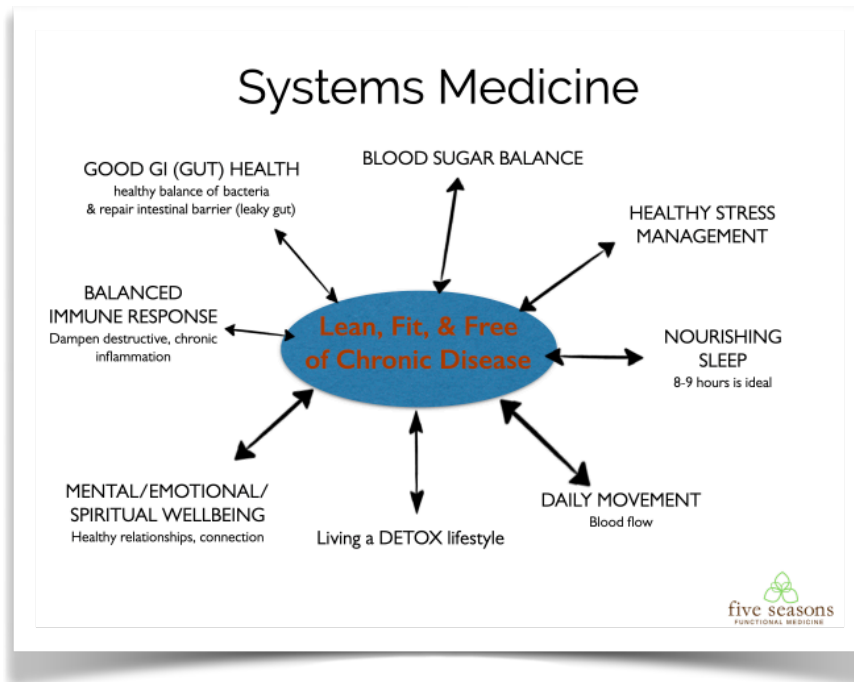 Systems Medicine
GOOD GI (GUT) HEALTH
healthy balance of bacteria
& repair intestinal barrier (leaky gut)
BLOOD SUGAR BALANCE
HEALTHY STRESS
MANAGEMENT
BALANCED
IMMUNE RESPONSE
Dampen destructive, chronic
inflammation
Lean, Fit, & Free
of Chronic Disease
NOURISHING
SLEEP
8-9 hours is ideal
MENTAL/EMOTIONAL/
SPIRITUAL WELLBEING
Healthy relationships, connection
Living a DETOX lifestyle
DAILY MOVEMENT
Blood flow
five seasons
FUNCTIONAL MEDICINE